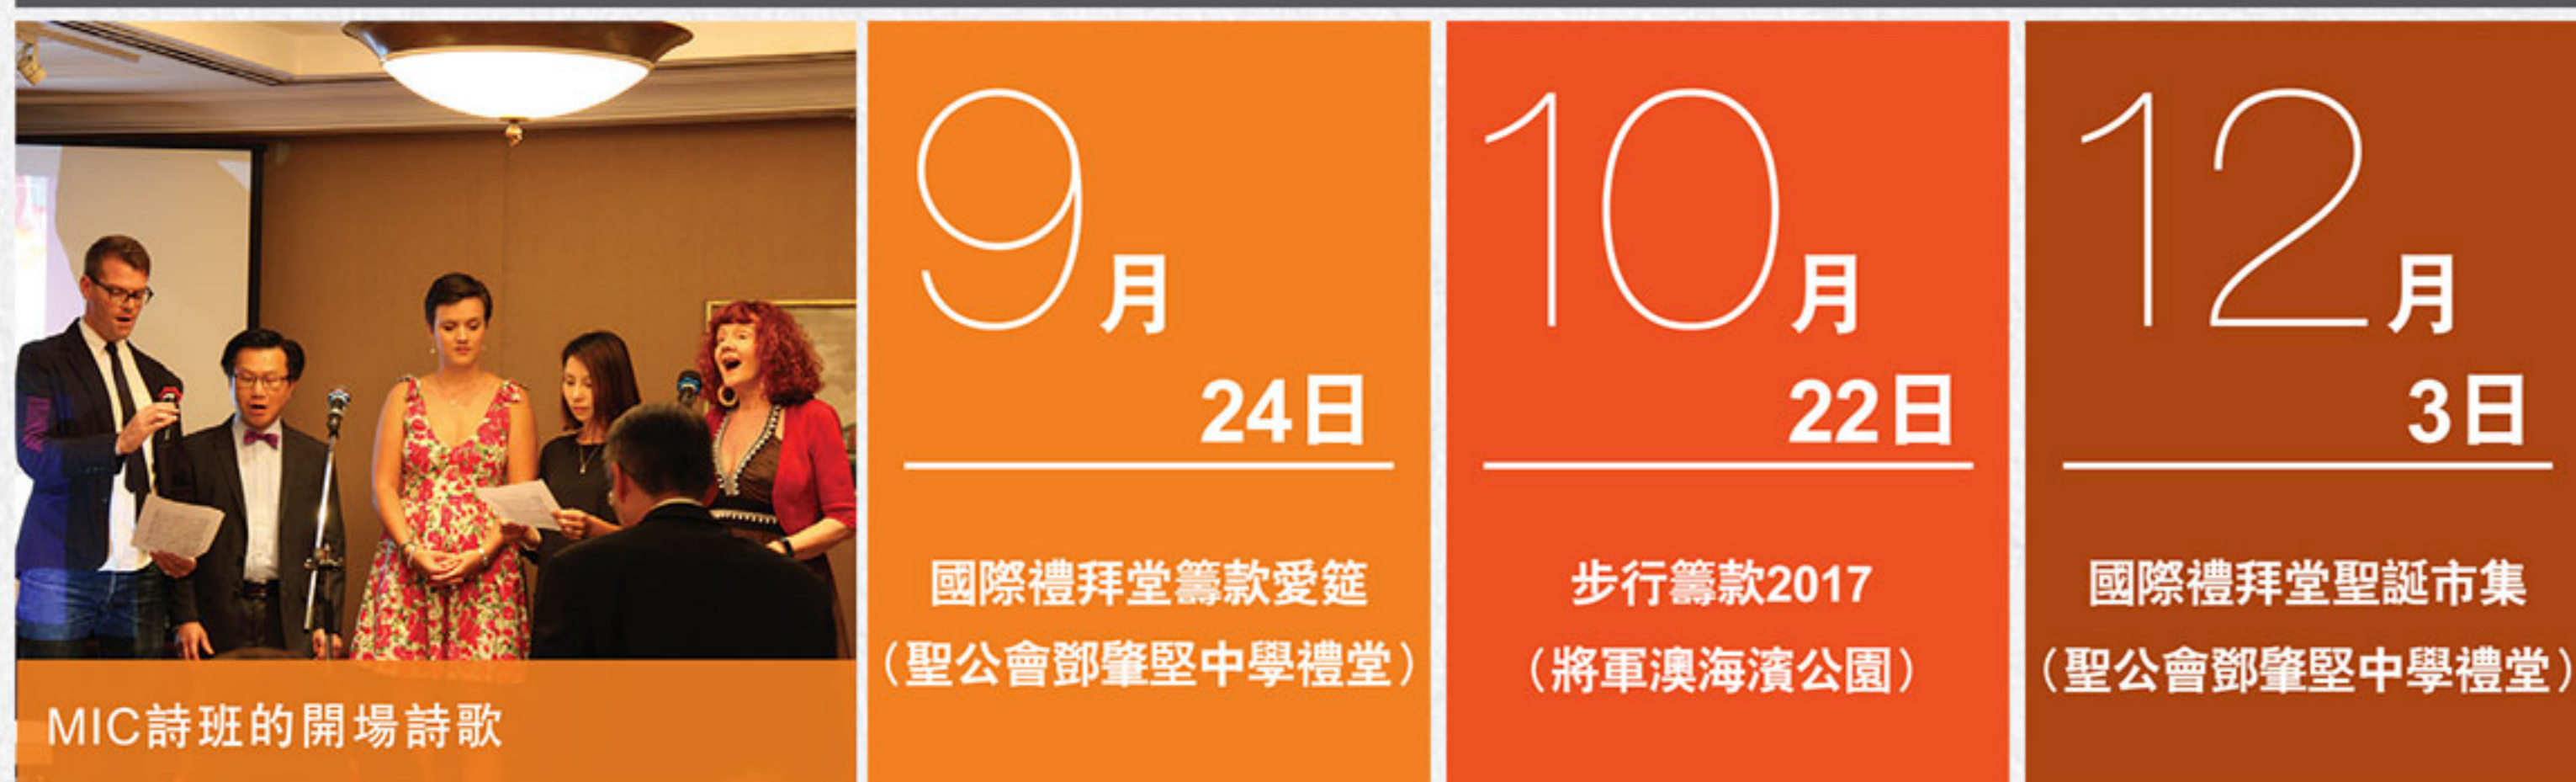 MIC詩班的開場詩歌
9月
24日
國際禮拜堂籌款愛筵
（聖公會鄧肇堅中學禮堂）
10月
22日
步行籌款2017
（將軍澳海濱公園）
12月
3日
國際禮拜堂聖誕市集
（聖公會鄧肇堅中學禮堂）